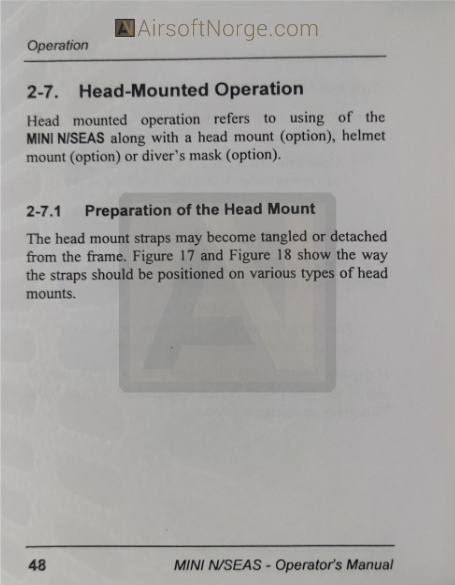 AirsoftNorge.com
Operation
2-7. Head-Mounted Operation
Head mounted operation refers to using of the
MINI N/SEAS along with a head mount (option), helmet
mount (option) or diver's mask (option).
2-7.1 Preparation of the Head Mount
The head mount straps may become tangled or detached
from the frame. Figure 17 and Figure 18 show the way
the straps should be positioned on various types of head
mounts.
48 MINI N/SEAS - Operator's Manual